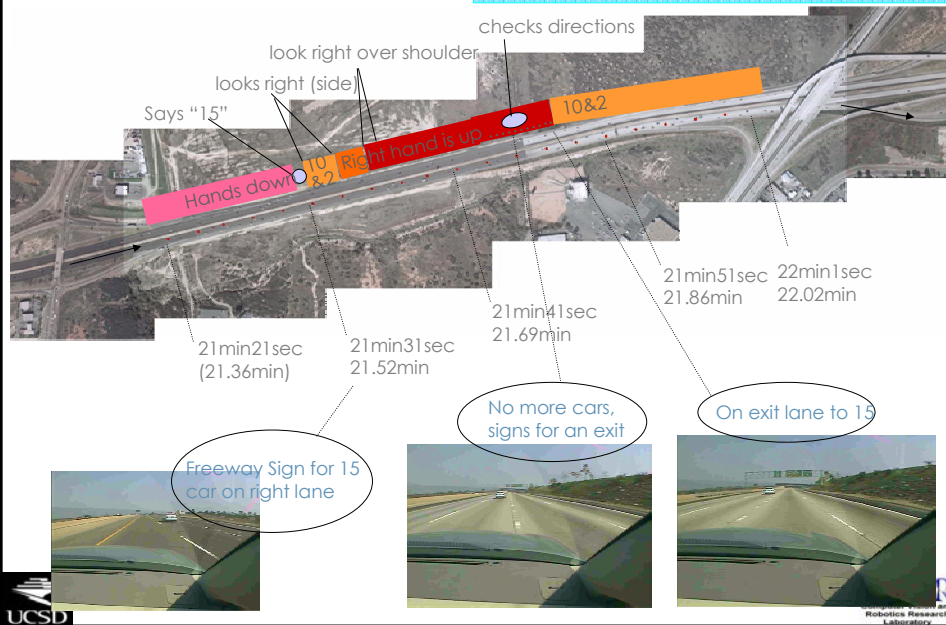 checks directions
look right over shoulder
looks right (side)
Says "15"
Hands down
10
&2
Right hand is up
10&2
21min21sec
(21.36min)
21min31sec
21.52min
21min41sec
21.69min
21min51sec
21.86min
22min1sec
22.02min
Freeway Sign for 15
car on right lane
No more cars,
signs for an exit
On exit lane to 15
UCSD
Computer Vision an
Robotics Research
Laboratory